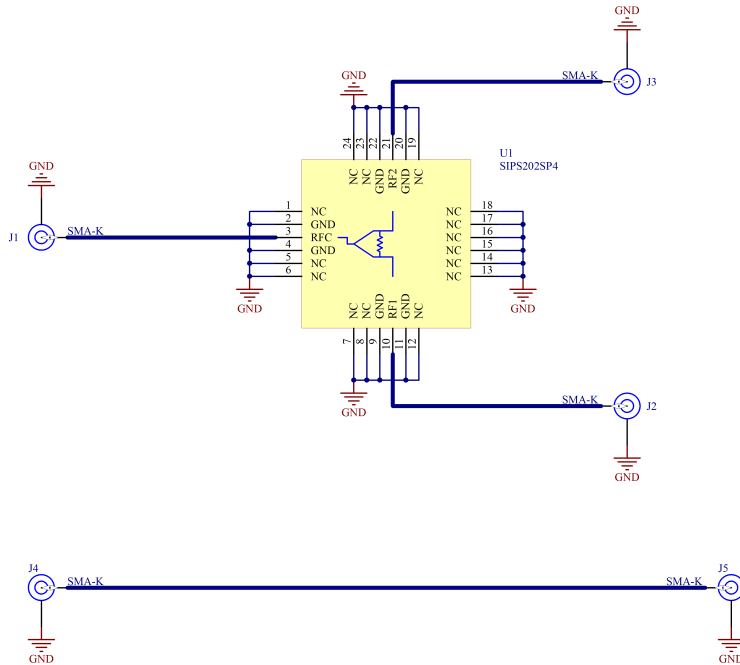 GND
SMA-K
J3
GND
24
23
22
21
20
19
U1
SIPS202SP4
NC
NC
GND
RF2
GND
NC
GND
J1
SMA-K
1
2
3
4
5
6
NC
GND
RFC
GND
NC
NC
NC
NC
NC
NC
NC
NC
18
17
16
15
14
13
GND
GND
NC
NC
GND
RF1
GND
NC
7
8
9
10
11
12
GND
SMA-K
J2
GND
J4
SMA-K
SMA-K
J5
GND
GND